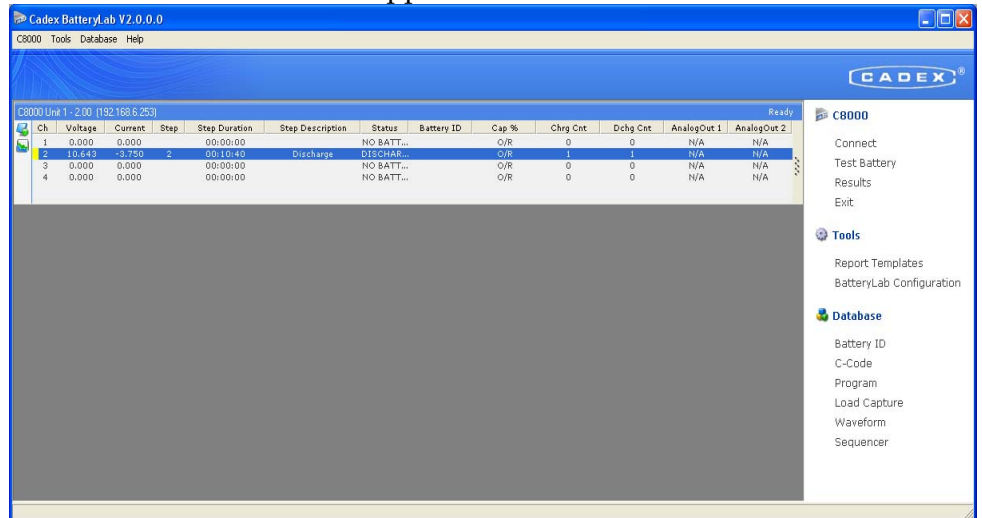 Cadex BatteryLab V2.0.0.0
C8000 Tools Database Help
CADEX®
C8000 Unit 1 - 2.00 (192.168.6.253) Ready
Ch Voltage Current Step Step Duration Step Description Status Battery ID Cap % Chrg Cnt Dchg Cnt AnalogOut 1 AnalogOut 2
1 0.000 0.000 00:00:00 NO BATT... O/R 0 0 N/A N/A
2 10.643 -3.750 2 00:10:40 Discharge DISCHAR... O/R 1 1 N/A N/A
3 0.000 0.000 00:00:00 NO BATT... O/R 0 0 N/A N/A
4 0.000 0.000 00:00:00 NO BATT... O/R 0 0 N/A N/A
C8000
Connect
Test Battery
Results
Exit
Tools
Report Templates
BatteryLab Configuration
Database
Battery ID
C-Code
Program
Load Capture
Waveform
Sequencer